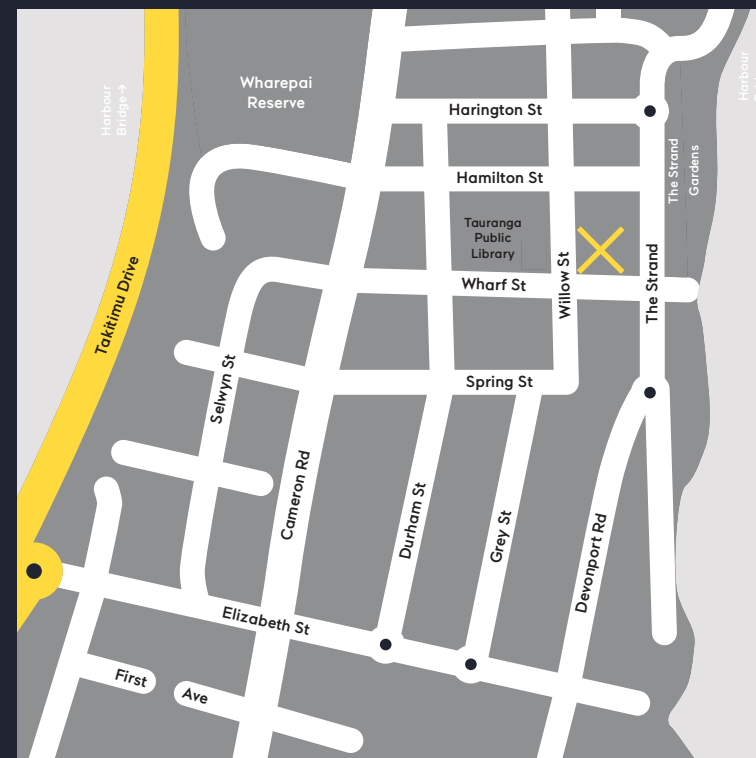 Harbour
Bridge →
Wharepai
Reserve
Harington St
Harbour
Hamilton St
The Strand
Gardens
Tauranga
Public
Library
Takitimu Drive
Wharf St
Willow St
The Strand
Selwyn St
Spring St
Cameron Rd
Durham St
Grey St
Devonport Rd
Elizabeth St
First
Ave